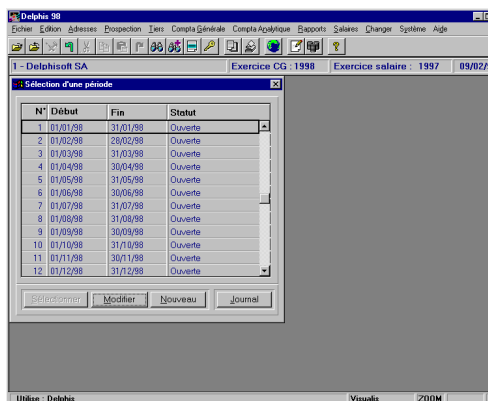 Delphis 98
Fichier Edition Adresses Prospection Tiers Compta Générale Compta Analytique Rapports Salaires Changer Système Aide
1 - Delphisoft SA Exercice CG : 1998 Exercice salaire : 1997 09/02/
Sélection d'une période
N° Début Fin Statut
1 01/01/98 31/01/98 Ouverte
2 01/02/98 28/02/98 Ouverte
3 01/03/98 31/03/98 Ouverte
4 01/04/98 30/04/98 Ouverte
5 01/05/98 31/05/98 Ouverte
6 01/06/98 30/06/98 Ouverte
7 01/07/98 31/07/98 Ouverte
8 01/08/98 31/08/98 Ouverte
9 01/09/98 30/09/98 Ouverte
10 01/10/98 31/10/98 Ouverte
11 01/11/98 30/11/98 Ouverte
12 01/12/98 31/12/98 Ouverte
Sélectionner Modifier Nouveau Journal
Utilise : Delphis Visualis ZOOM